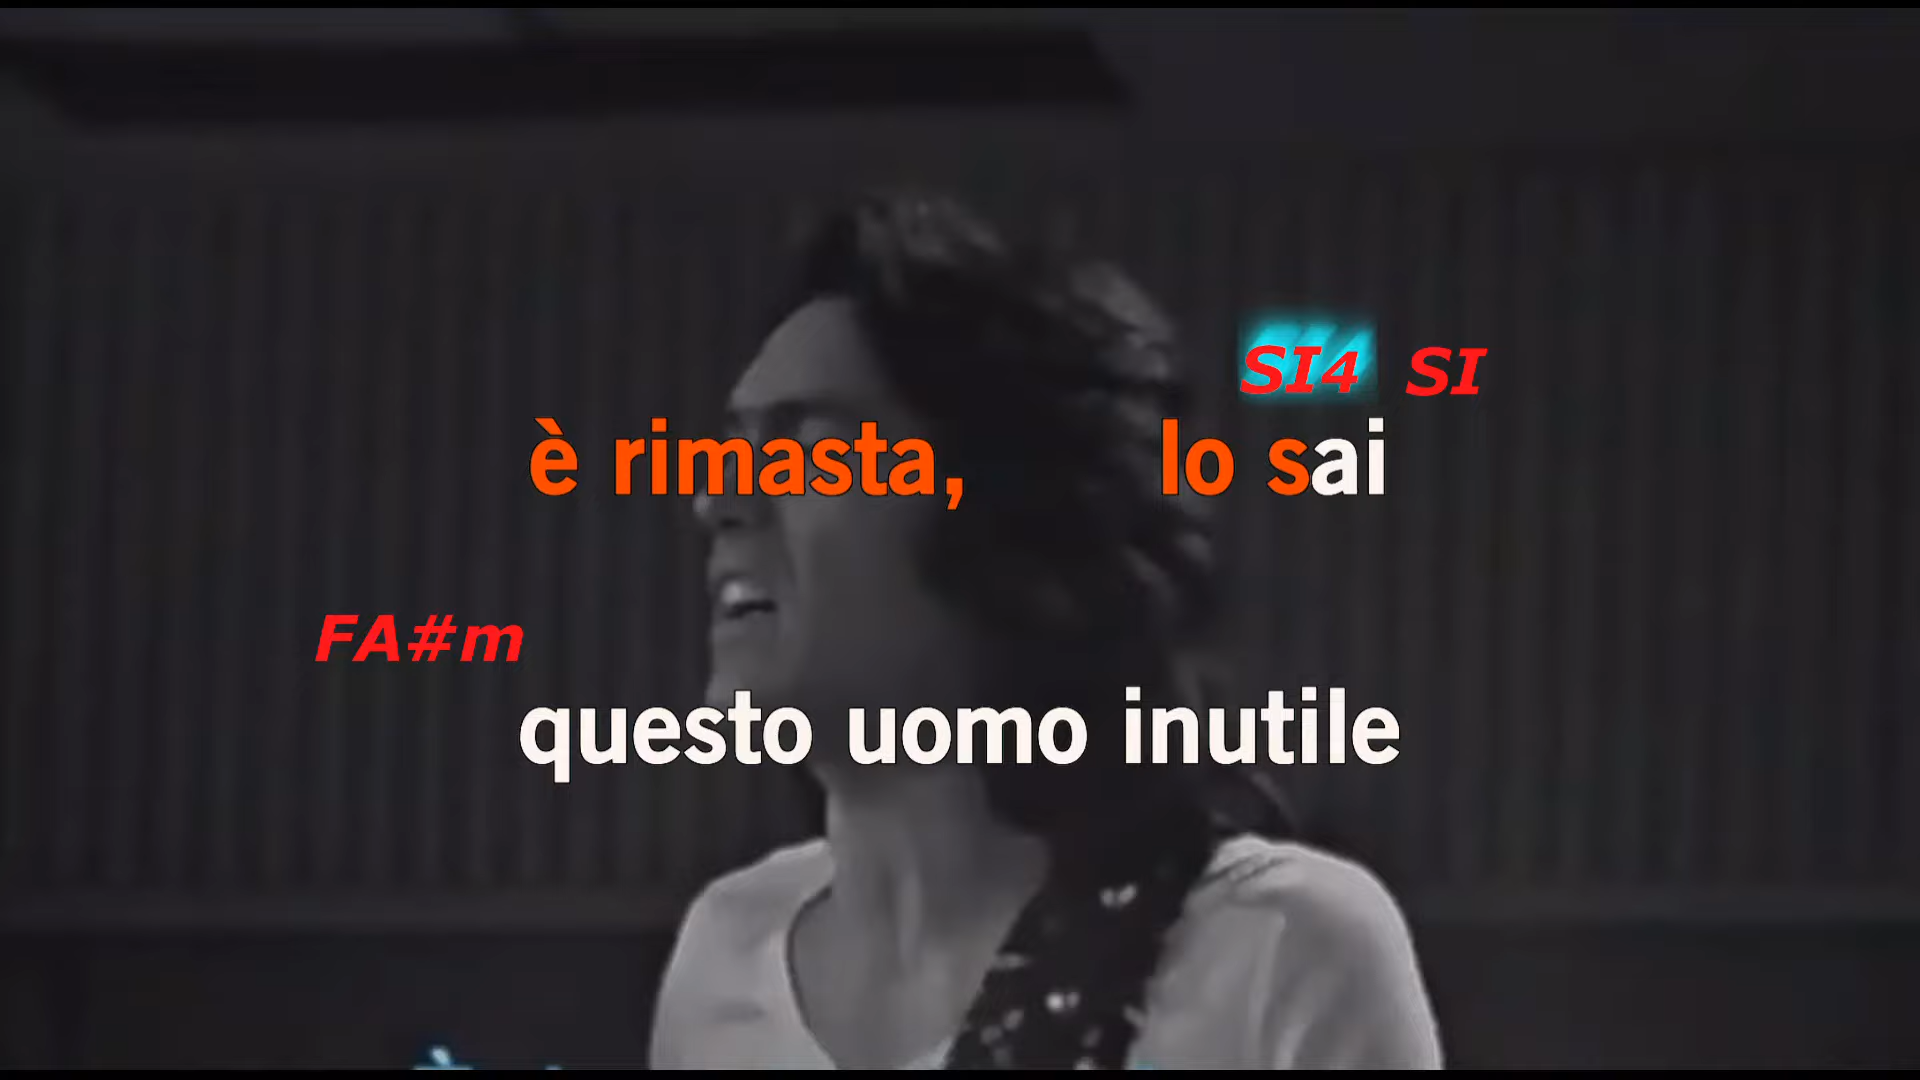 SI4 SI
è rimasta, lo sai
FA#m
questo uomo inutile